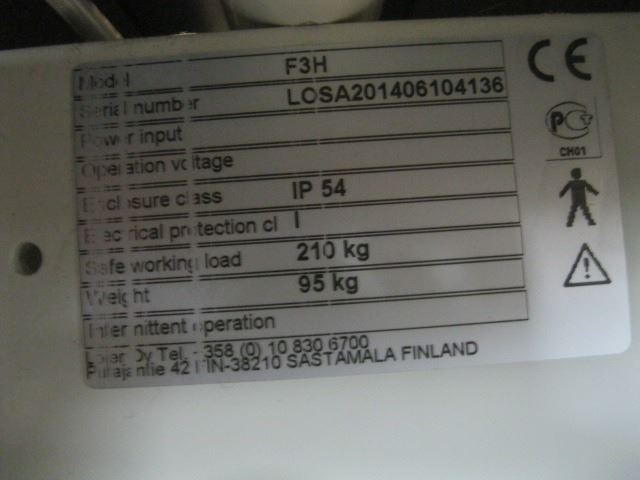 Model F3H
Serial number LOSA201406104136
Power input
Operation voltage
Enclosure class IP 54
Electrical protection cl I
Safe working load 210 kg
Weight 95 kg
Intermittent operation
Lojer Oy Tel. +358 (0) 10 830 6700
42 FIN-38210 SASTAMALA FINLAND
CE
PCT
CH01